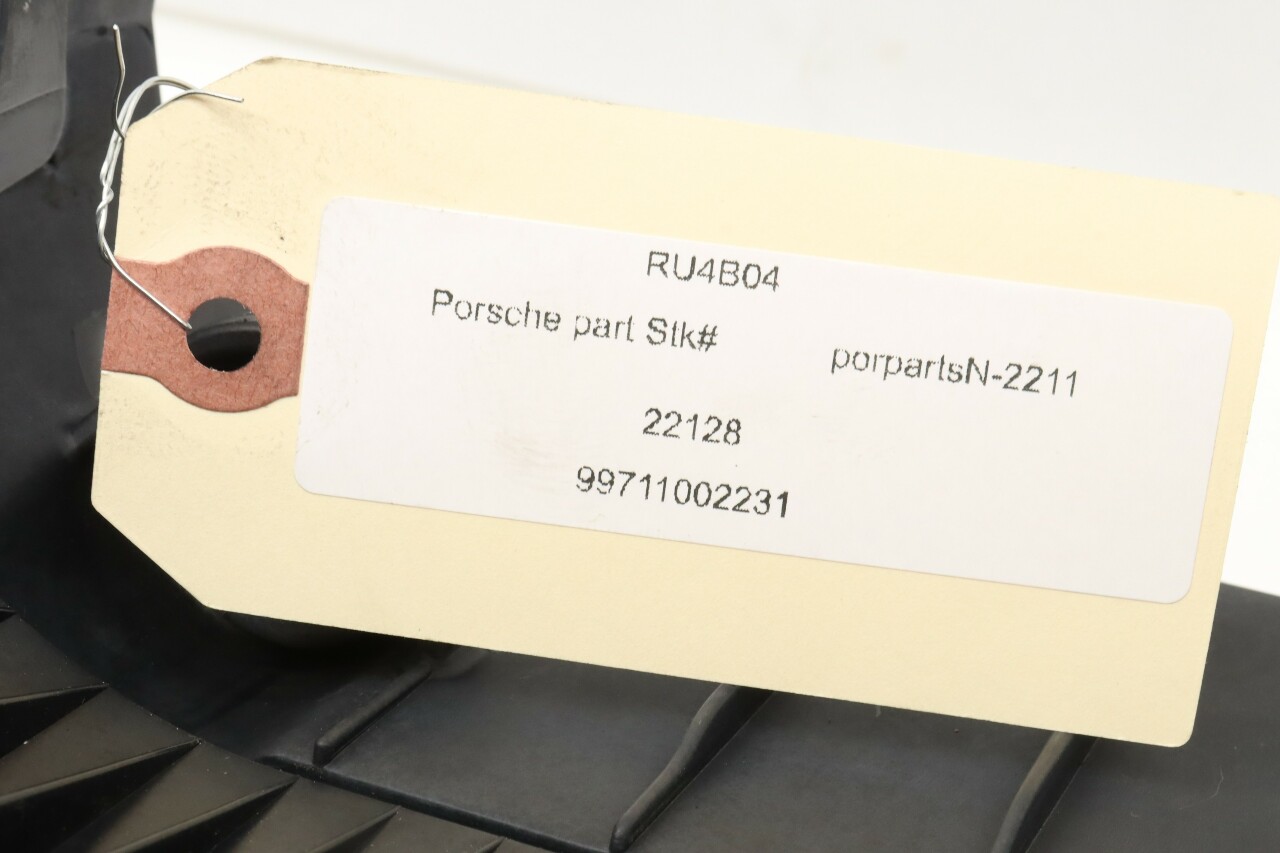 RU4B04
Porsche part Stk# porpartsN-2211
22128
99711002231